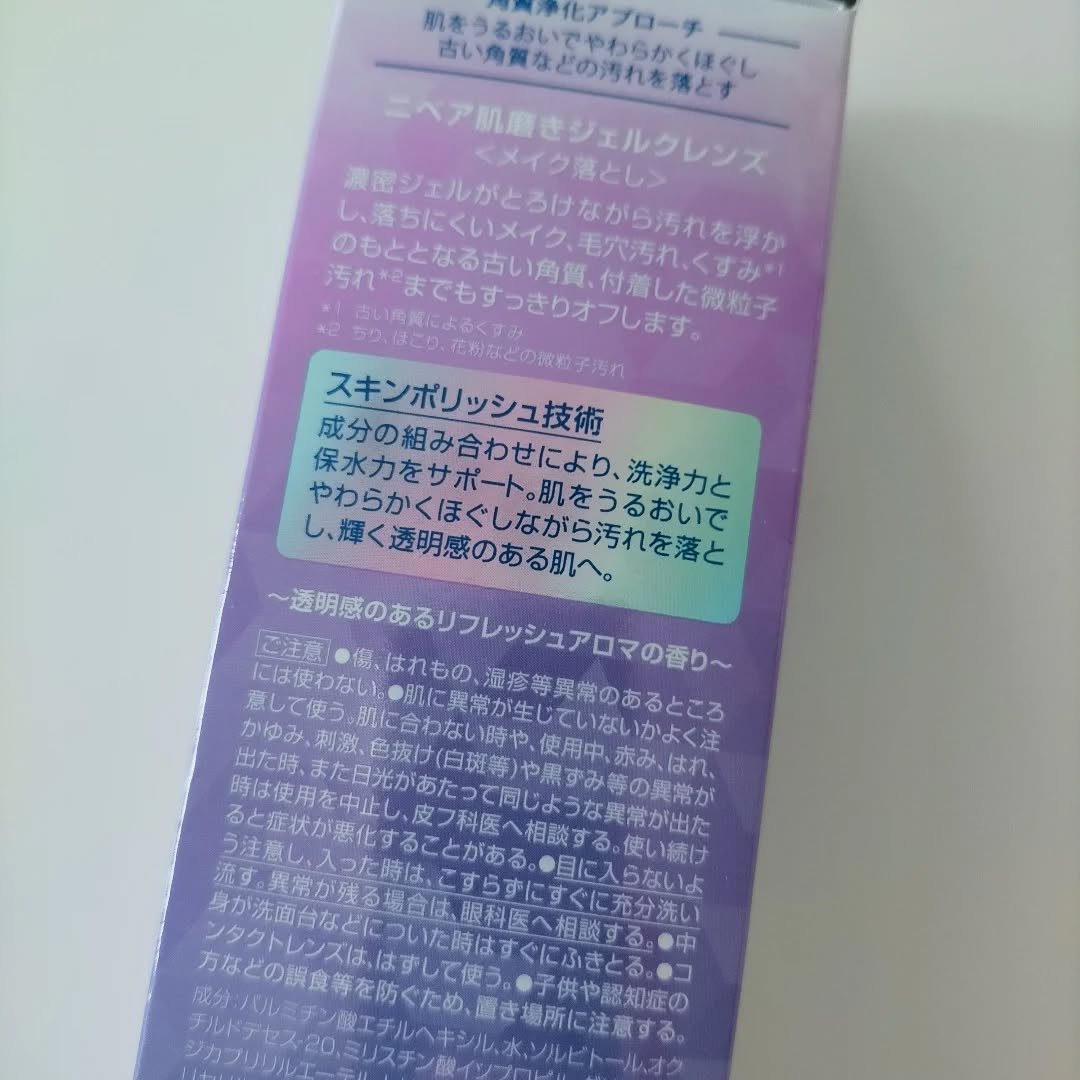 角質浄化アプローチ
肌をうるおいでやわらかくほぐし
古い角質などの汚れを落とす
ニベア肌磨きジェルクレンズ
<メイク落とし>
濃密ジェルがとろけながら汚れを浮か
し、落ちにくいメイク、毛穴汚れ、くすみ*1
のもととなる古い角質、付着した微粒子
汚れ*2までもすっきりオフします。
*1 古い角質によるくすみ
*2 ちり、ほこり、花粉などの微粒子汚れ
スキンポリッシュ技術
成分の組み合わせにより、洗浄力と
保水力をサポート。肌をうるおいで
やわらかくほぐしながら汚れを落と
し、輝く透明感のある肌へ。
~透明感のあるリフレッシュアロマの香り~
ご注意 ●傷、はれもの、湿疹等異常のあるところ
には使わない。●肌に異常が生じていないかよく注
意して使う。肌に合わない時や、使用中、赤み、はれ、
かゆみ、刺激、色抜け(白斑等)や黒ずみ等の異常が
出た時、また日光があたって同じような異常が出た
時は使用を中止し、皮フ科医へ相談する。使い続け
ると症状が悪化することがある。●目に入らないよ
う注意し、入った時は、こすらずにすぐに充分洗い
流す。異常が残る場合は、眼科医へ相談する。●中
身が洗面台などについた時はすぐにふきとる。●コ
ンタクトレンズは、はずして使う。●子供や認知症の
方などの誤食等を防ぐため、置き場所に注意する。
成分:パルミチン酸エチルヘキシル、水、ソルビトール、オク
チルドデセス-20、ミリスチン酸イソプロピル、
ジカプリリルエーテル、